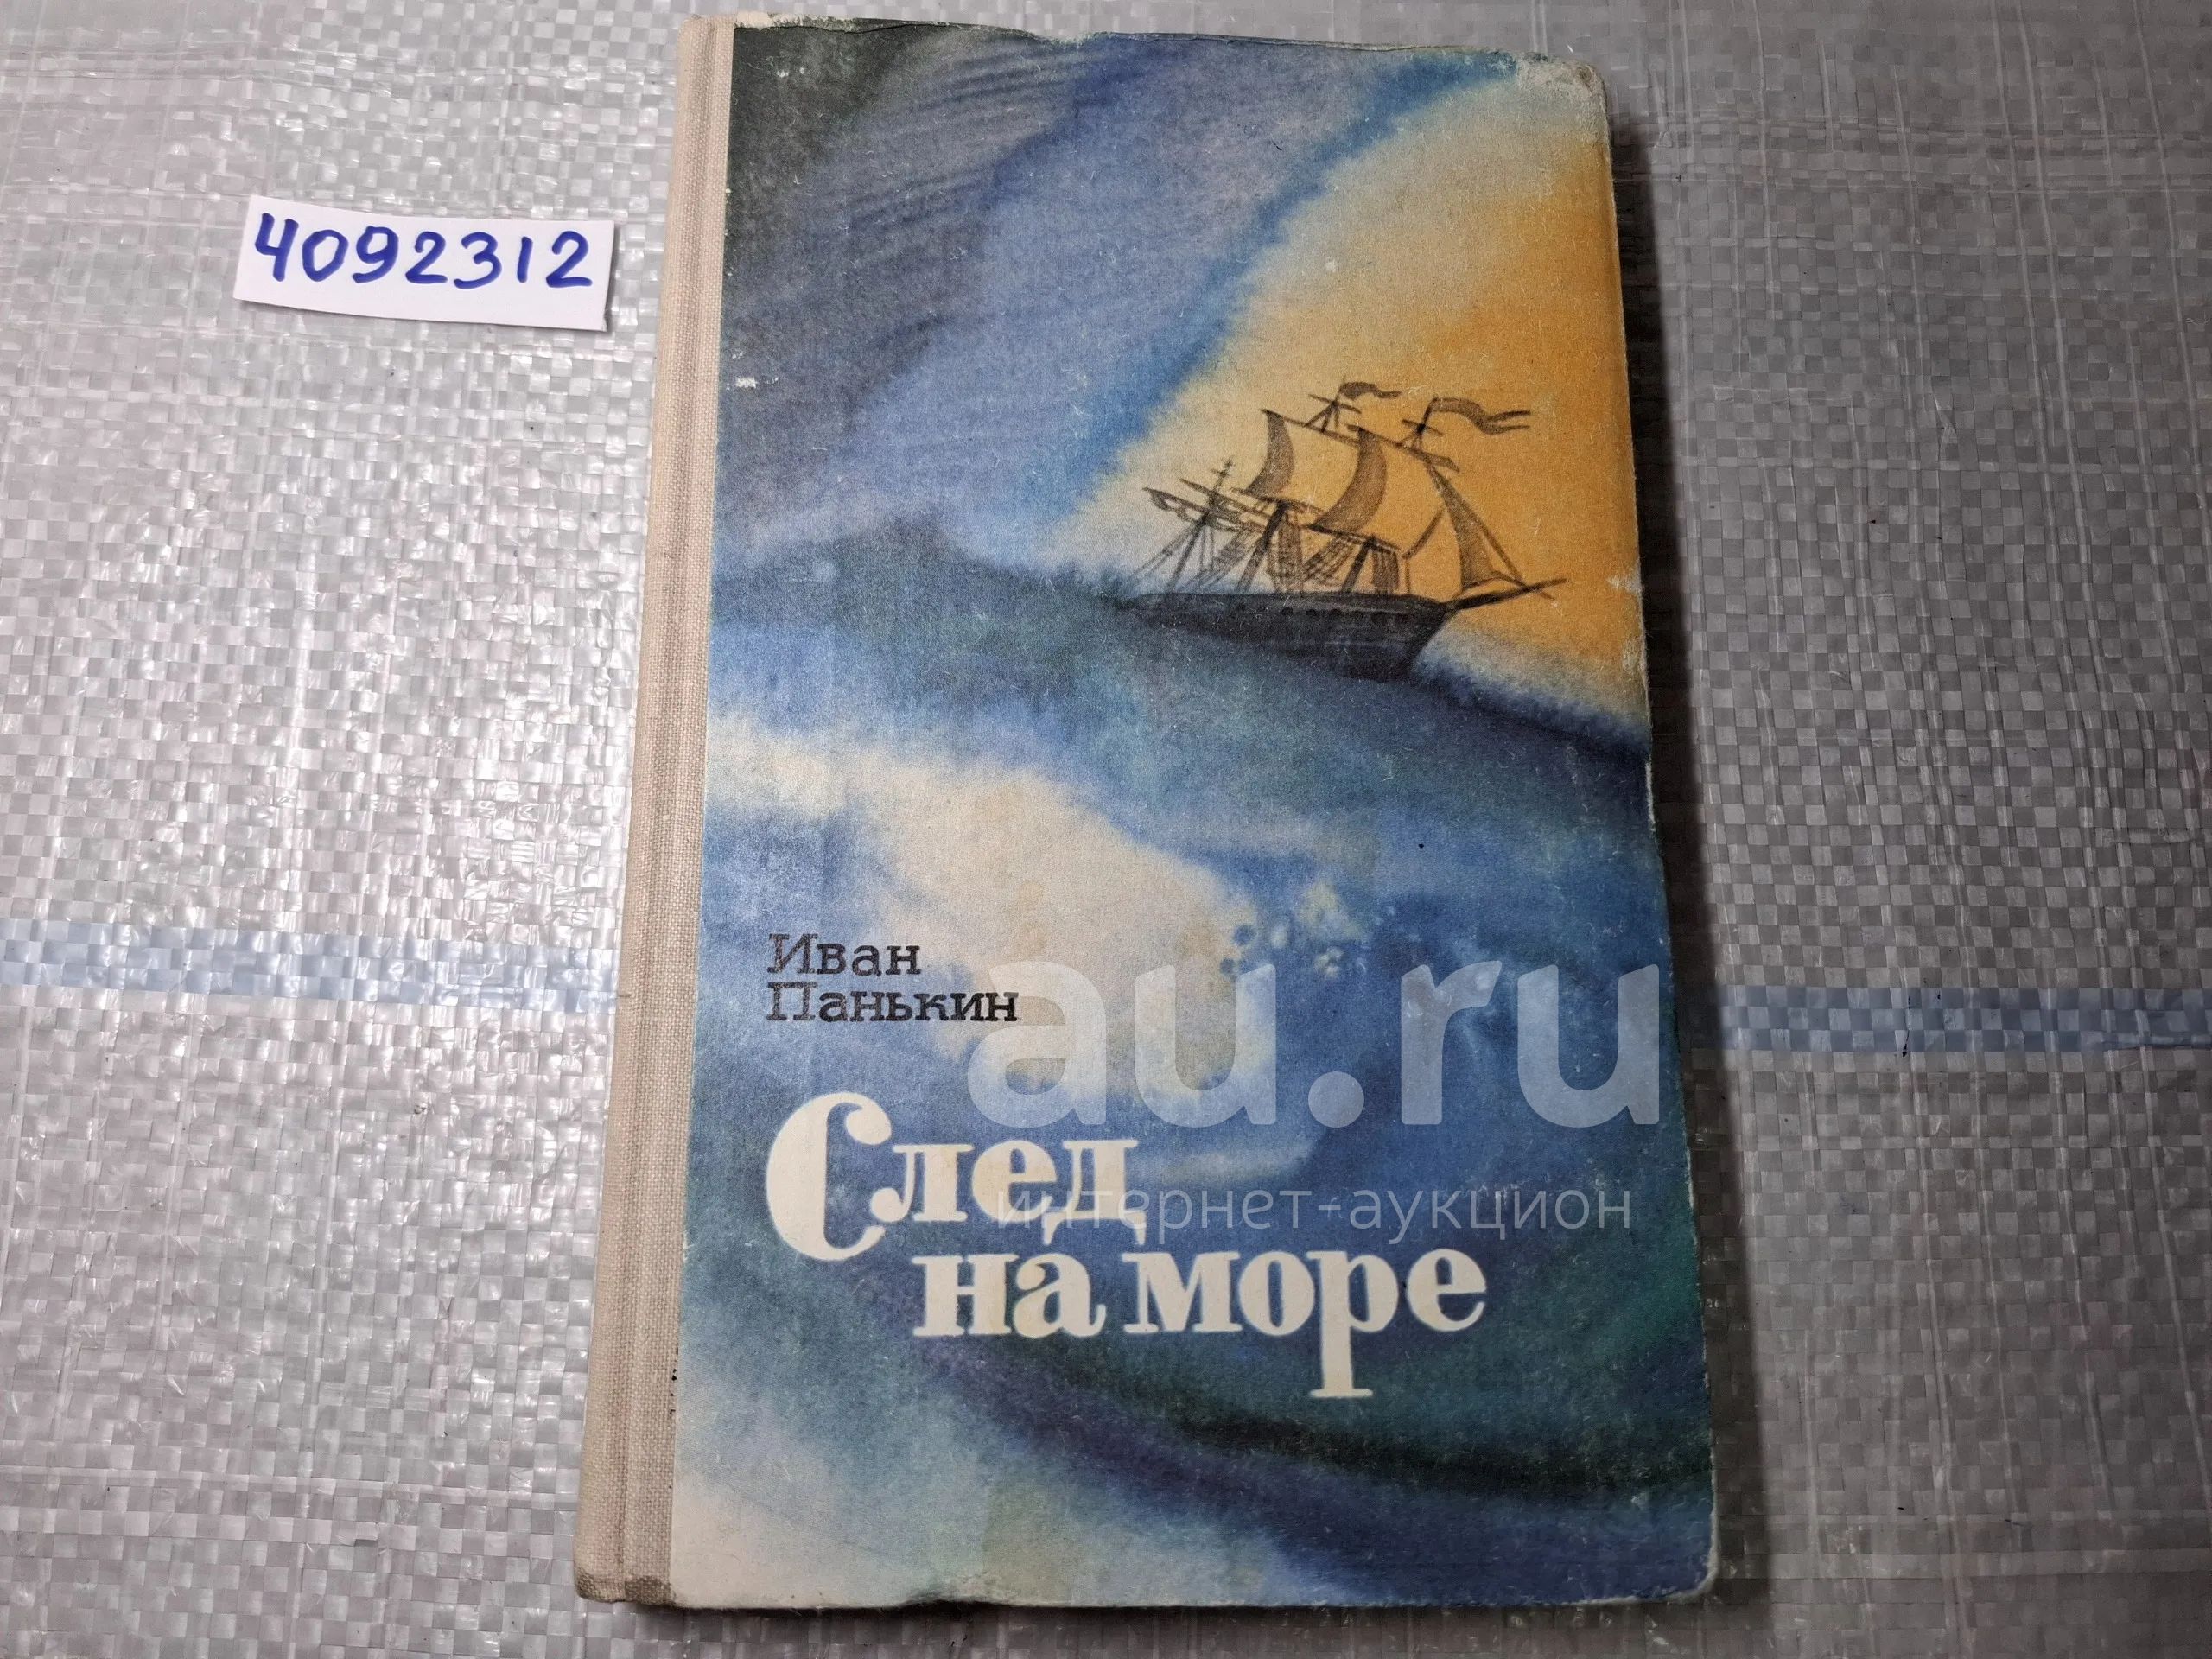 4092312
Иван
Панькин
au.ru
След
интернет-аукцион
на море